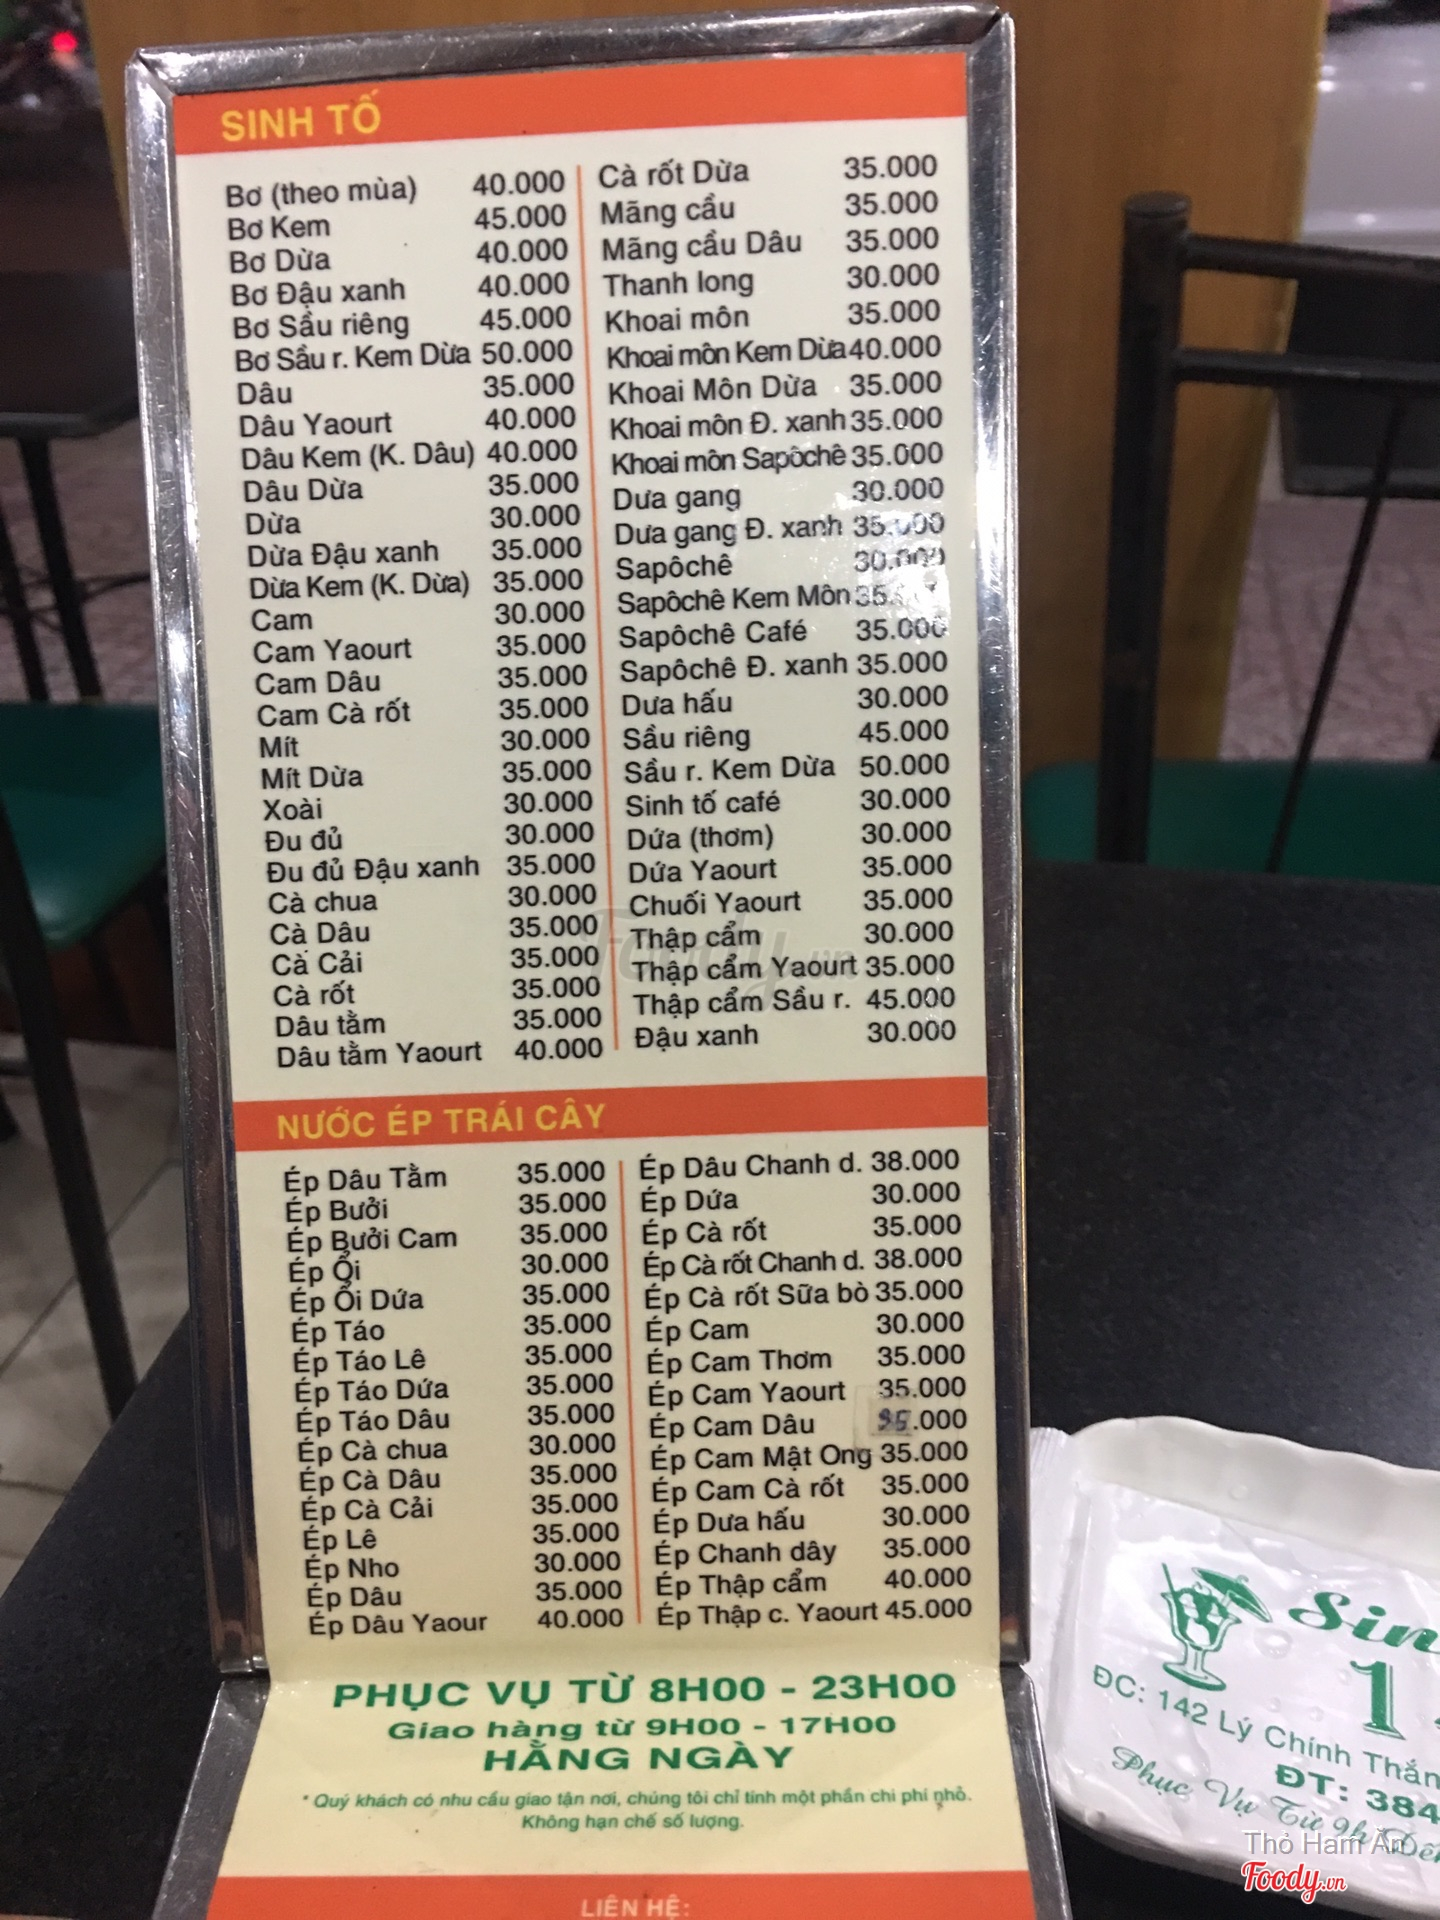 SINH TỐ
Bơ (theo mùa) 40.000
Bơ Kem 45.000
Bơ Dừa 40.000
Bơ Đậu xanh 40.000
Bơ Sầu riêng 45.000
Bơ Sầu r. Kem Dừa 50.000
Dâu 35.000
Dâu Yaourt 40.000
Dâu Kem (K. Dâu) 40.000
Dâu Dừa 35.000
Dừa 30.000
Dừa Đậu xanh 35.000
Dừa Kem (K. Dừa) 35.000
Cam 30.000
Cam Yaourt 35.000
Cam Dâu 35.000
Cam Cà rốt 35.000
Mít 30.000
Mít Dừa 35.000
Xoài 30.000
Đu đủ 30.000
Đu đủ Đậu xanh 35.000
Cà chua 30.000
Cà Dâu 35.000
Cà Cải 35.000
Cà rốt 35.000
Dâu tằm 35.000
Dâu tằm Yaourt 40.000
Cà rốt Dừa 35.000
Mãng cầu 35.000
Mãng cầu Dâu 35.000
Thanh long 30.000
Khoai môn 35.000
Khoai môn Kem Dừa 40.000
Khoai Môn Dừa 35.000
Khoai môn Đ. xanh 35.000
Khoai môn Sapôchê 35.000
Dưa gang 30.000
Dưa gang Đ. xanh 35.000
Sapôchê 30.000
Sapôchê Kem Môn
Sapôchê Café 35.000
Sapôchê Đ. xanh 35.000
Dưa hấu 30.000
Sầu riêng 45.000
Sầu r. Kem Dừa 50.000
Sinh tố café 30.000
Dứa (thơm) 30.000
Dứa Yaourt 35.000
Chuối Yaourt 35.000
Thập cẩm 30.000
Thập cẩm Yaourt 35.000
Thập cẩm Sầu r. 45.000
Đậu xanh 30.000
Foody.vn
NƯỚC ÉP TRÁI CÂY
Ép Dâu Tằm 35.000
Ép Bưởi 35.000
Ép Bưởi Cam 35.000
Ép Ổi 30.000
Ép Ổi Dứa 35.000
Ép Táo 35.000
Ép Táo Lê 35.000
Ép Táo Dứa 35.000
Ép Táo Dâu 35.000
Ép Cà chua 30.000
Ép Cà Dâu 35.000
Ép Cà Cải 35.000
Ép Lê 35.000
Ép Nho 30.000
Ép Dâu 35.000
Ép Dâu Yaour 40.000
Ép Dâu Chanh d. 38.000
Ép Dứa 30.000
Ép Cà rốt 35.000
Ép Cà rốt Chanh d. 38.000
Ép Cà rốt Sữa bò 35.000
Ép Cam 30.000
Ép Cam Thơm 35.000
Ép Cam Yaourt 35.000
Ép Cam Dâu .000
Ép Cam Mật Ong 35.000
Ép Cam Cà rốt 35.000
Ép Dưa hấu 30.000
Ép Chanh dây 35.000
Ép Thập cẩm 40.000
Ép Thập c. Yaourt 45.000
PHỤC VỤ TỪ 8H00 - 23H00
Giao hàng từ 9H00 - 17H00
HẰNG NGÀY
* Quý khách có nhu cầu giao tận nơi, chúng tôi chỉ tính một phần chi phí nhỏ.
Không hạn chế số lượng.
LIÊN HỆ:
Sin
1
ĐC: 142 Lý Chính Thắn
ĐT: 384
Phục Vụ Từ 9h Đế
Thỏ Ham Ăn
Foody.vn